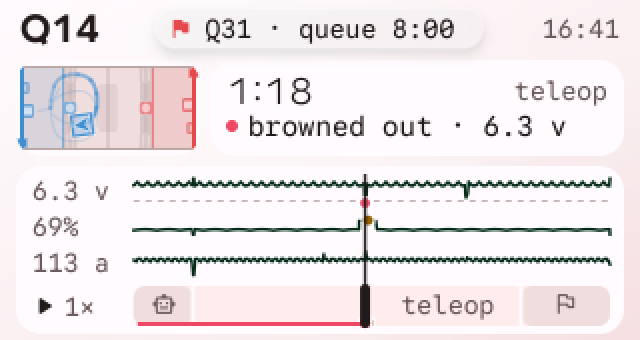 Q14
Q31 · queue 8:00
16:41
1:18
teleop
browned out · 6.3 v
6.3 v
69%
113 a
1×
teleop